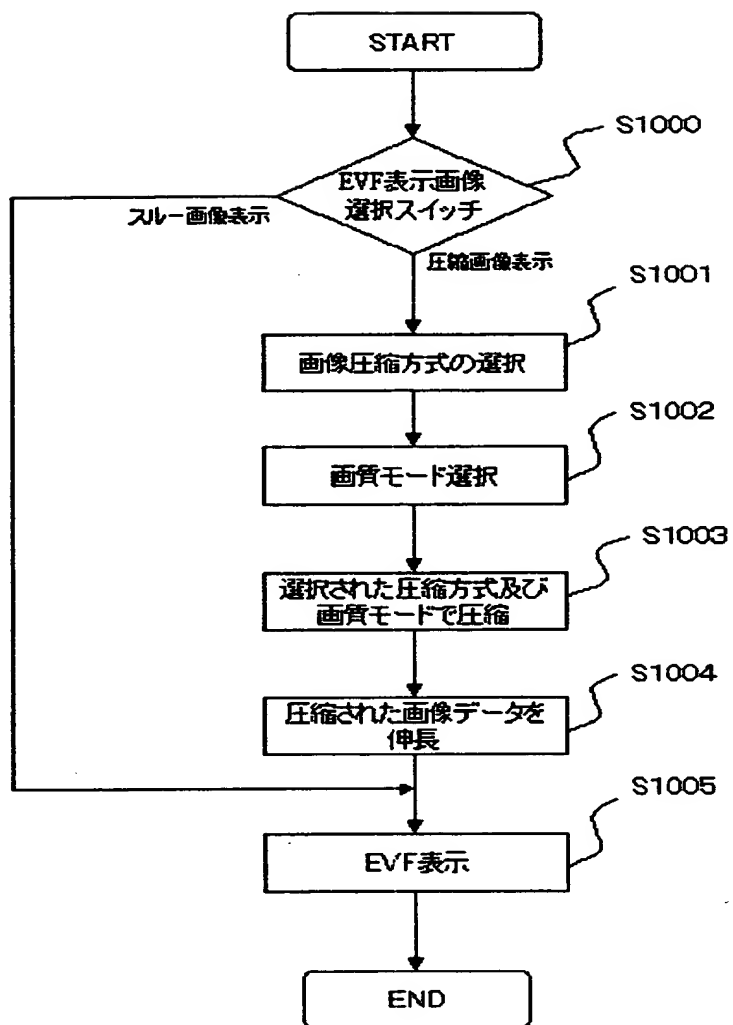 START
S1000
EVF表示画像
選択スイッチ
スルー画像表示
圧縮画像表示
S1001
画像圧縮方式の選択
S1002
画質モード選択
S1003
選択された圧縮方式及び
画質モードで圧縮
S1004
圧縮された画像データを
伸長
S1005
EVF表示
END